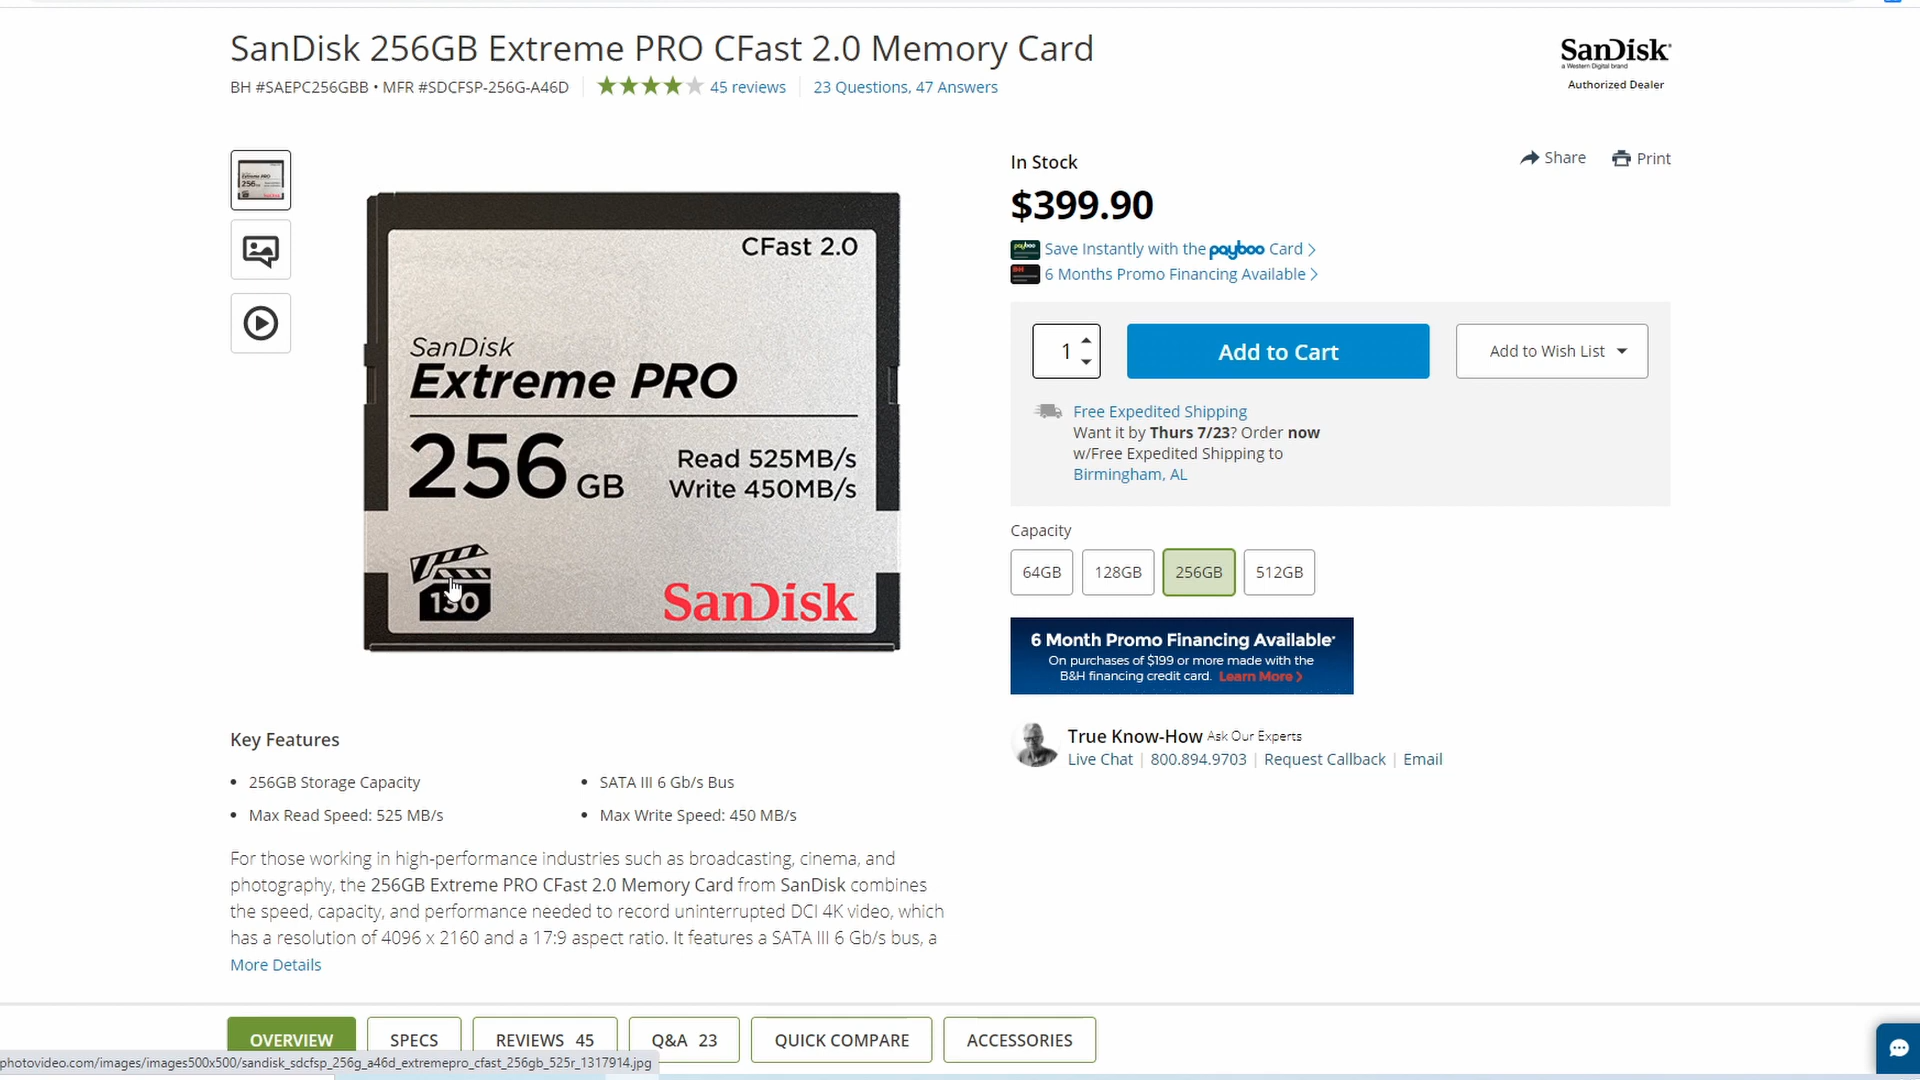 SanDisk 256GB Extreme PRO CFast 2.0 Memory Card
BH #SAEPC256GBB • MFR #SDCFSP-256G-A46D
45 reviews
23 Questions, 47 Answers
SanDisk
a Western Digital brand
Authorized Dealer
Extreme PRO
256GB
SanDisk
CFast 2.0
SanDisk
Extreme PRO
256 GB
Read 525MB/s
Write 450MB/s
130
SanDisk
In Stock
Share
Print
$399.90
payboo
Save Instantly with the payboo Card >
BH
6 Months Promo Financing Available >
1
Add to Cart
Add to Wish List
Free Expedited Shipping
Want it by Thurs 7/23? Order now
w/Free Expedited Shipping to
Birmingham, AL
Capacity
64GB
128GB
256GB
512GB
6 Month Promo Financing Available*
On purchases of $199 or more made with the
B&H financing credit card. Learn More >
True Know-How Ask Our Experts
Live Chat | 800.894.9703 | Request Callback | Email
Key Features
• 256GB Storage Capacity
• SATA III 6 Gb/s Bus
• Max Read Speed: 525 MB/s
• Max Write Speed: 450 MB/s
For those working in high-performance industries such as broadcasting, cinema, and
photography, the 256GB Extreme PRO CFast 2.0 Memory Card from SanDisk combines
the speed, capacity, and performance needed to record uninterrupted DCI 4K video, which
has a resolution of 4096 x 2160 and a 17:9 aspect ratio. It features a SATA III 6 Gb/s bus, a
More Details
OVERVIEW
SPECS
REVIEWS 45
Q&A 23
QUICK COMPARE
ACCESSORIES
photovideo.com/images/images500x500/sandisk_sdcfsp_256g_a46d_extremepro_cfast_256gb_525r_1317914.jpg